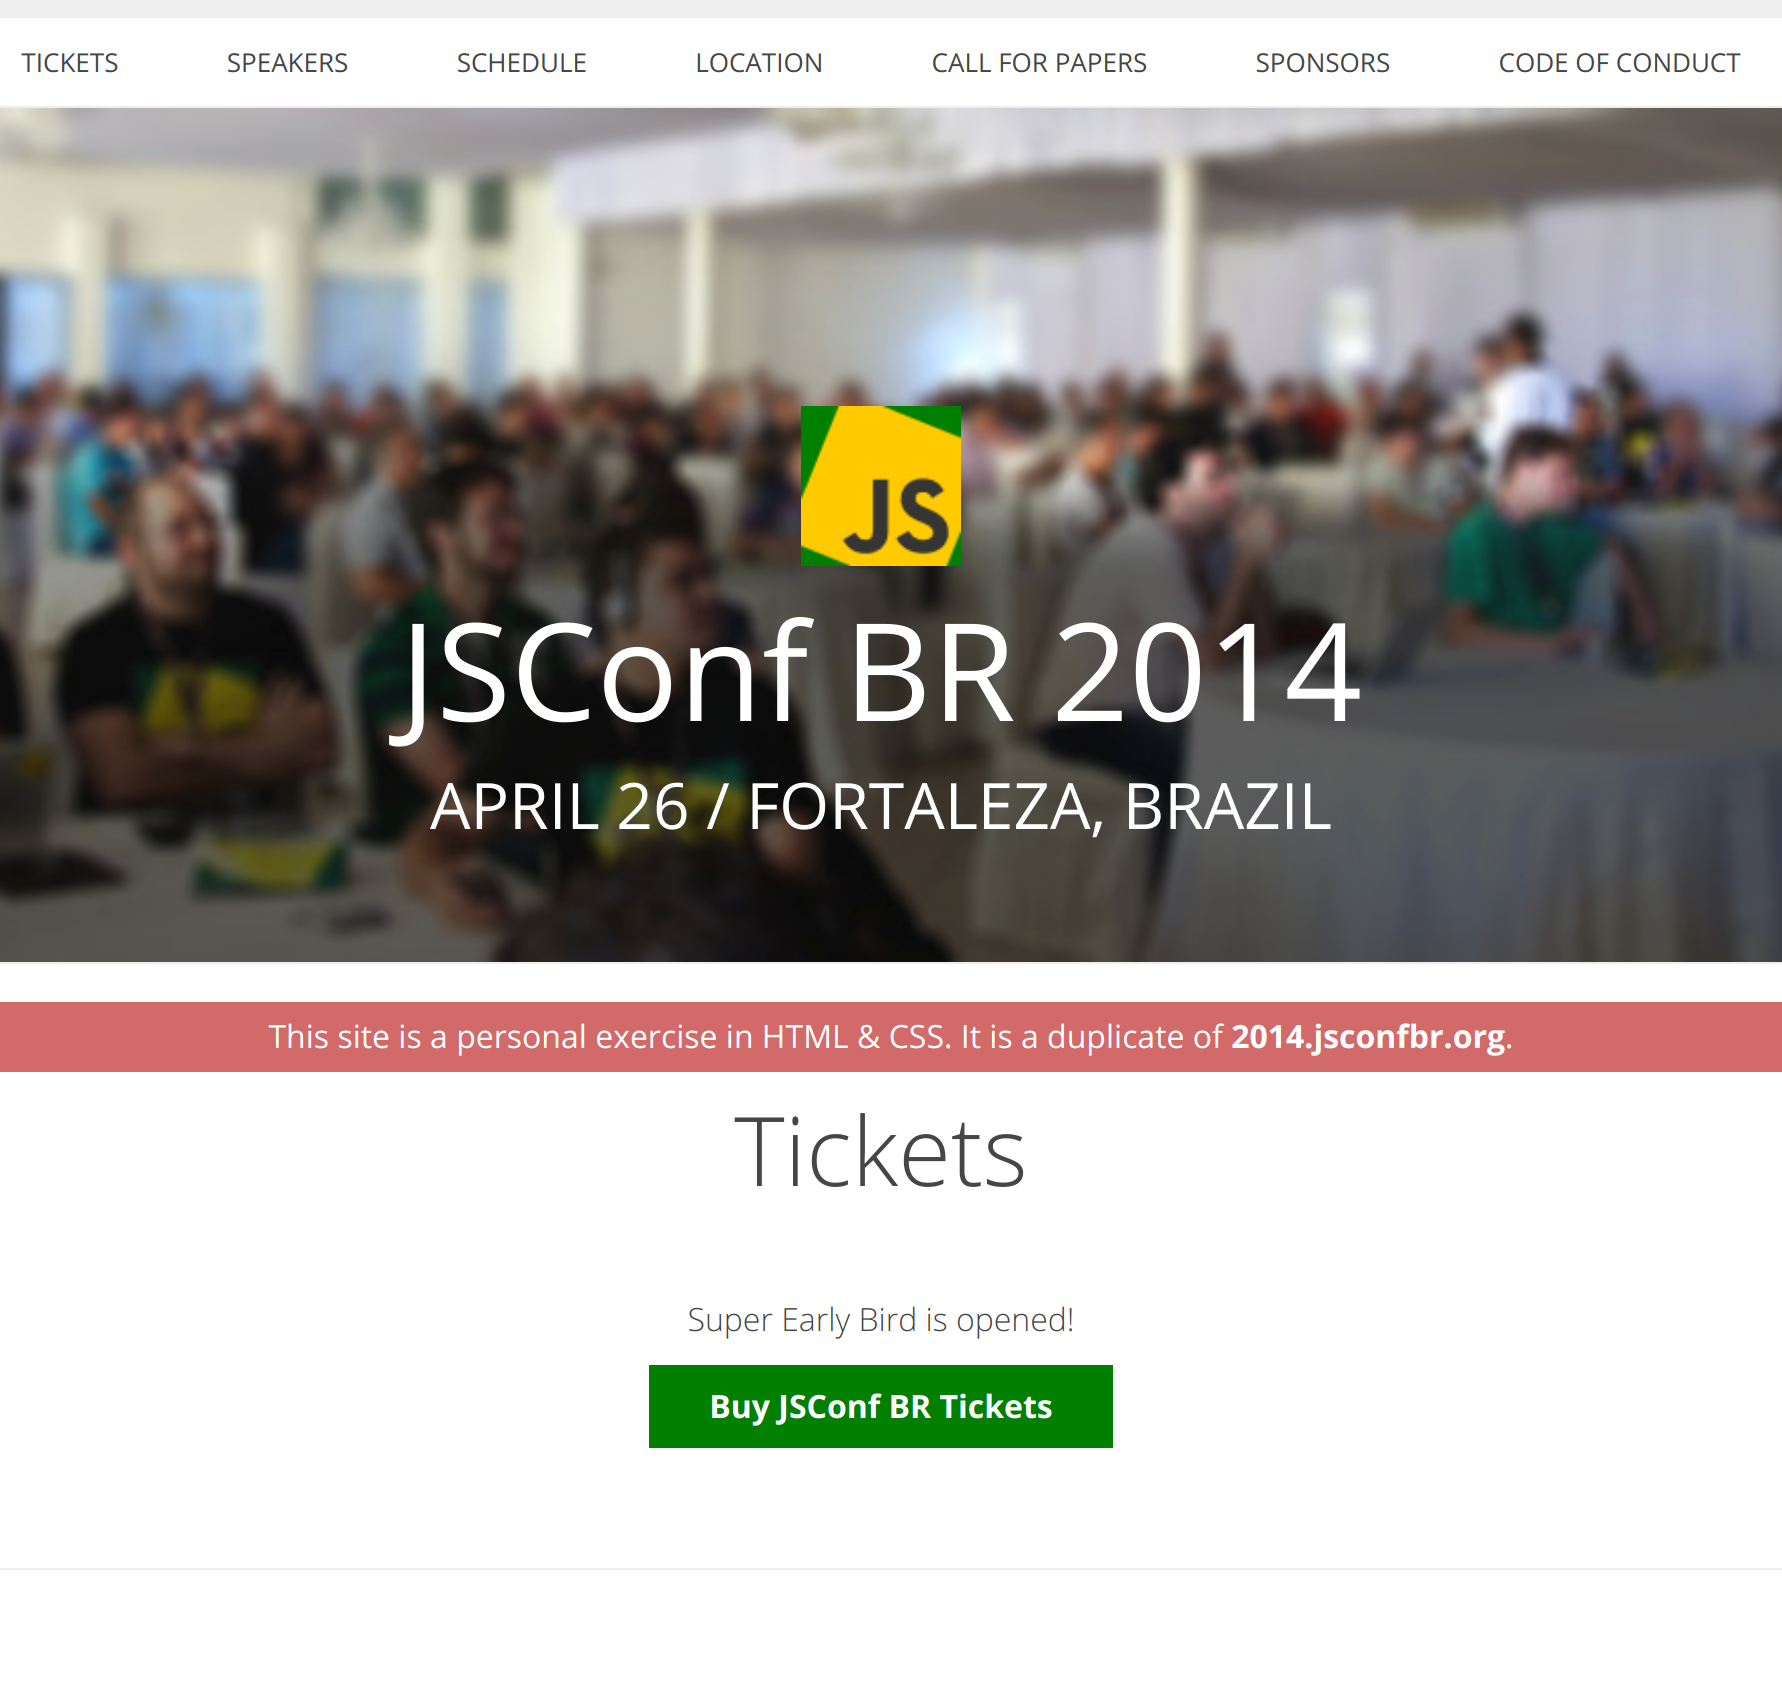 TICKETS SPEAKERS SCHEDULE LOCATION CALL FOR PAPERS SPONSORS CODE OF CONDUCT
JS
JSConf BR 2014
APRIL 26 / FORTALEZA, BRAZIL
This site is a personal exercise in HTML & CSS. It is a duplicate of 2014.jsconfbr.org.
Tickets
Super Early Bird is opened!
Buy JSConf BR Tickets